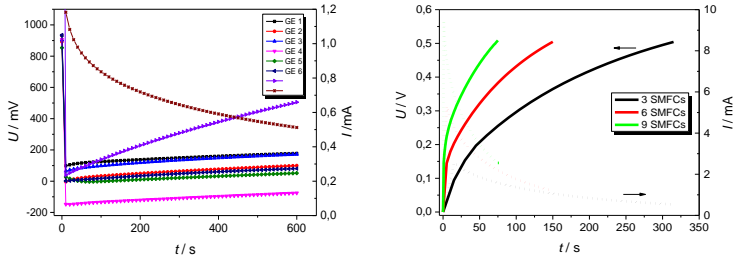 1000
800
600
400
200
0
-200
U / mV
0 200 400 600
t / s
1,2
1,0
0,8
0,6
0,4
0,2
0,0
I / mA
GE 1
GE 2
GE 3
GE 4
GE 5
GE 6
0,6
0,5
0,4
0,3
0,2
0,1
0,0
U / V
0 50 100 150 200 250 300 350
t / s
10
8
6
4
2
0
I / mA
3 SMFCs
6 SMFCs
9 SMFCs